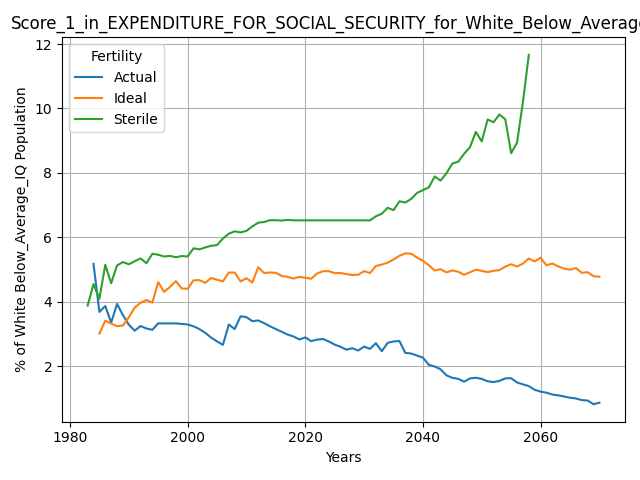 Score_1_in_EXPENDITURE_FOR_SOCIAL_SECURITY_for_White_Below_Average
12
10
8
6
4
2
% of White Below_Average_IQ Population
Fertility
Actual
Ideal
Sterile
1980
2000
2020
2040
2060
Years